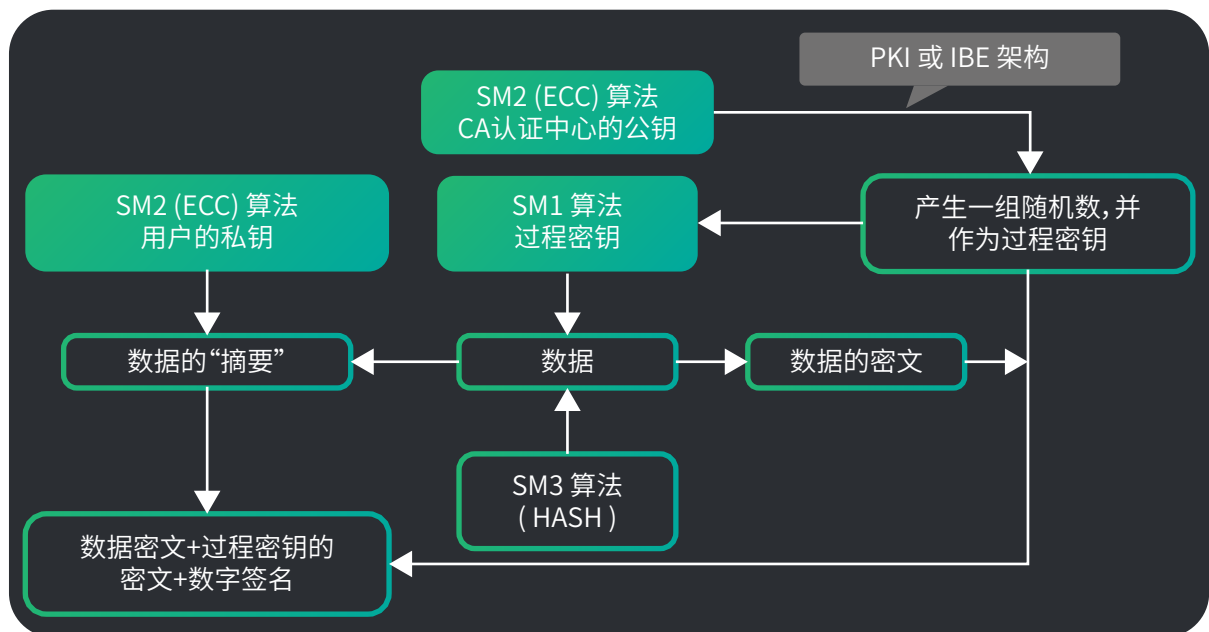 PKI 或 IBE 架构
SM2 (ECC) 算法
CA认证中心的公钥
SM2 (ECC) 算法
用户的私钥
SM1 算法
过程密钥
产生一组随机数,并
作为过程密钥
数据的“摘要”
数据
数据的密文
SM3 算法
( HASH )
数据密文+过程密钥的
密文+数字签名